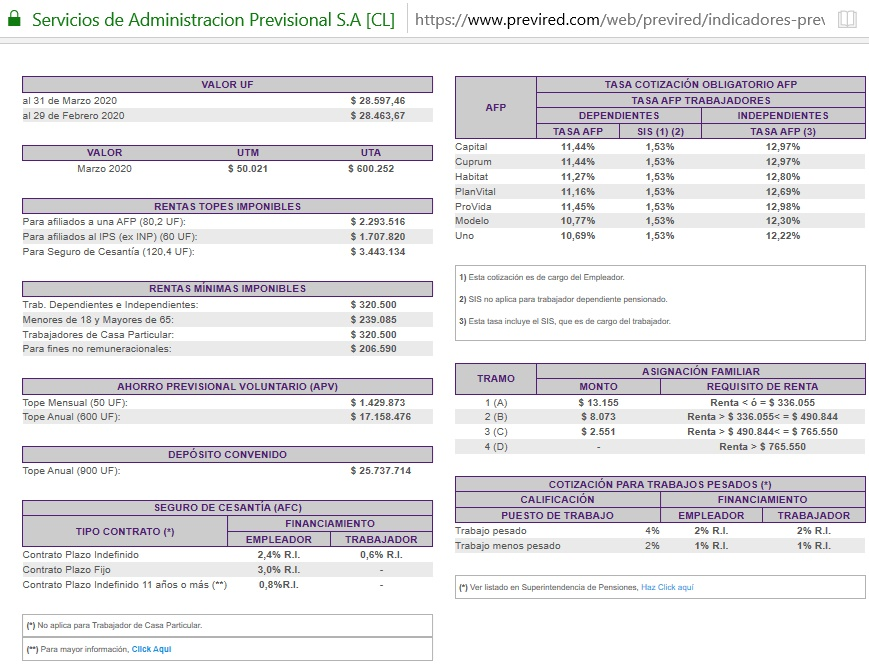 Servicios de Administracion Previsional S.A [CL] https://www.previred.com/web/previred/indicadores-prev
VALOR UF
al 31 de Marzo 2020 $ 28.597,46
al 29 de Febrero 2020 $ 28.463,67
VALOR UTM UTA
Marzo 2020 $ 50.021 $ 600.252
RENTAS TOPES IMPONIBLES
Para afiliados a una AFP (80,2 UF): $ 2.293.516
Para afiliados al IPS (ex INP) (60 UF): $ 1.707.820
Para Seguro de Cesantía (120,4 UF): $ 3.443.134
RENTAS MÍNIMAS IMPONIBLES
Trab. Dependientes e Independientes: $ 320.500
Menores de 18 y Mayores de 65: $ 239.085
Trabajadores de Casa Particular: $ 320.500
Para fines no remuneracionales: $ 206.590
AHORRO PREVISIONAL VOLUNTARIO (APV)
Tope Mensual (50 UF): $ 1.429.873
Tope Anual (600 UF): $ 17.158.476
DEPÓSITO CONVENIDO
Tope Anual (900 UF): $ 25.737.714
SEGURO DE CESANTÍA (AFC)
TIPO CONTRATO (*) FINANCIAMIENTO
EMPLEADOR TRABAJADOR
Contrato Plazo Indefinido 2,4% R.I. 0,6% R.I.
Contrato Plazo Fijo 3,0% R.I. -
Contrato Plazo Indefinido 11 años o más (**) 0,8%R.I. -
(*) No aplica para Trabajador de Casa Particular.
(**) Para mayor información, Click Aqui
AFP TASA COTIZACIÓN OBLIGATORIO AFP
TASA AFP TRABAJADORES
DEPENDIENTES INDEPENDIENTES
TASA AFP SIS (1) (2) TASA AFP (3)
Capital 11,44% 1,53% 12,97%
Cuprum 11,44% 1,53% 12,97%
Habitat 11,27% 1,53% 12,80%
PlanVital 11,16% 1,53% 12,69%
ProVida 11,45% 1,53% 12,98%
Modelo 10,77% 1,53% 12,30%
Uno 10,69% 1,53% 12,22%
1) Esta cotización es de cargo del Empleador.
2) SIS no aplica para trabajador dependiente pensionado.
3) Esta tasa incluye el SIS, que es de cargo del trabajador.
TRAMO ASIGNACIÓN FAMILIAR
MONTO REQUISITO DE RENTA
1 (A) $ 13.155 Renta < ó = $ 336.055
2 (B) $ 8.073 Renta > $ 336.055< = $ 490.844
3 (C) $ 2.551 Renta > $ 490.844< = $ 765.550
4 (D) - Renta > $ 765.550
COTIZACIÓN PARA TRABAJOS PESADOS (*)
CALIFICACIÓN FINANCIAMIENTO
PUESTO DE TRABAJO EMPLEADOR TRABAJADOR
Trabajo pesado 4% 2% R.I. 2% R.I.
Trabajo menos pesado 2% 1% R.I. 1% R.I.
(*) Ver listado en Superintendencia de Pensiones, Haz Click aquí